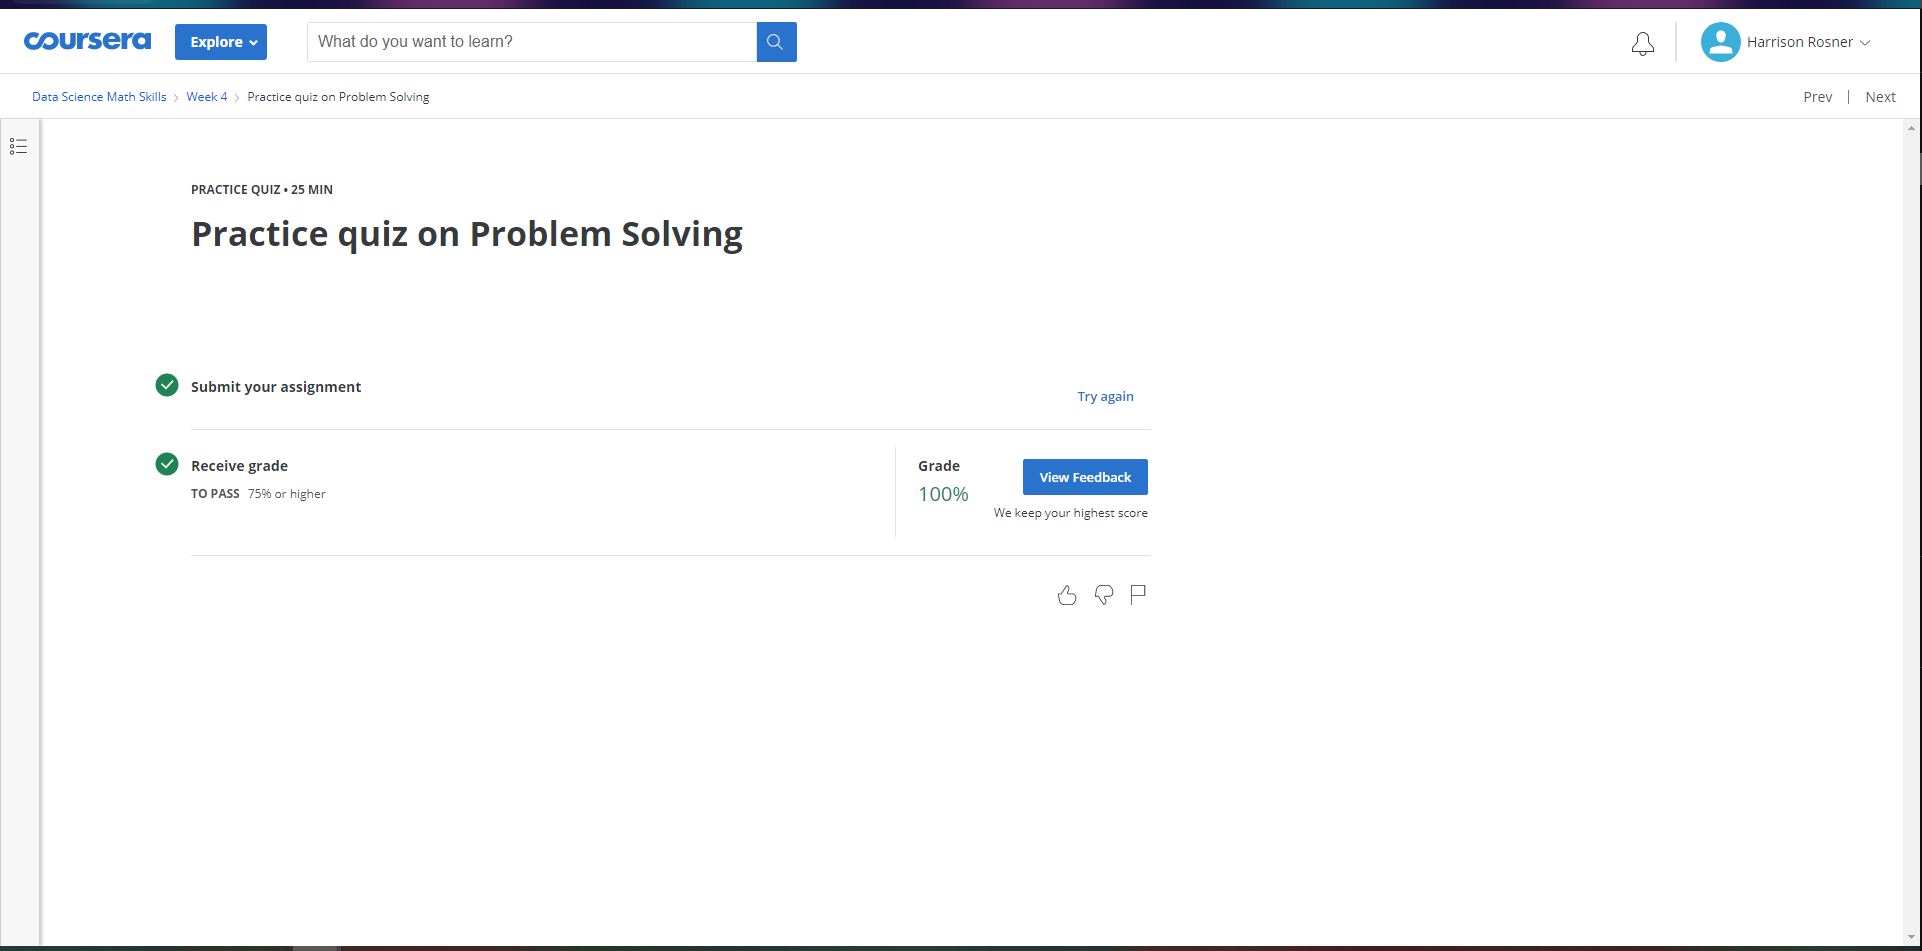 coursera
Explore
What do you want to learn?
Harrison Rosner
Data Science Math Skills > Week 4 > Practice quiz on Problem Solving
Prev | Next
PRACTICE QUIZ • 25 MIN
Practice quiz on Problem Solving
Submit your assignment
Try again
Receive grade
TO PASS 75% or higher
Grade
100%
View Feedback
We keep your highest score